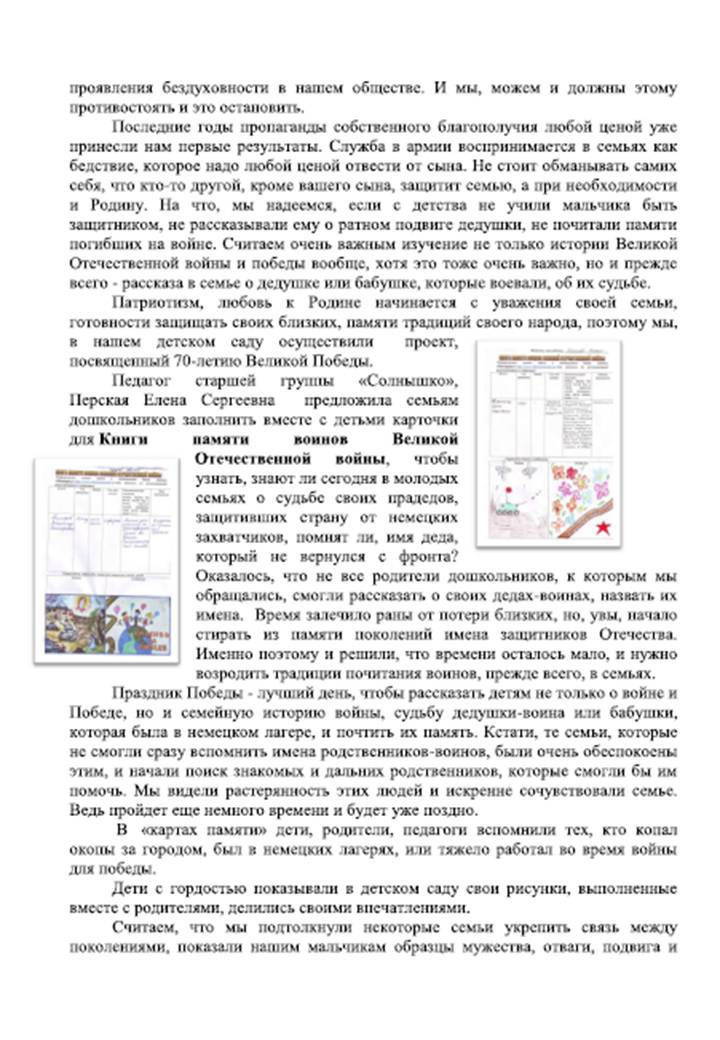 проявления бездуховности в нашем обществе. И мы, можем и должны этому
противостоять и это остановить.
Последние годы пропаганды собственного благополучия любой ценой уже
принесли нам первые результаты. Служба в армии воспринимается в семьях как
бедствие, которое надо любой ценой отвести от сына. Не стоит обманывать самих
себя, что кто-то другой, кроме вашего сына, защитит семью, а при необходимости
и Родину. На что, мы надеемся, если с детства не учили мальчика быть
защитником, не рассказывали ему о ратном подвиге дедушки, не почитали памяти
погибших на войне. Считаем очень важным изучение не только истории Великой
Отечественной войны и победы вообще, хотя это тоже очень важно, но и прежде
всего - рассказа в семье о дедушке или бабушке, которые воевали, об их судьбе.
Патриотизм, любовь к Родине начинается с уважения своей семьи,
готовности защищать своих близких, памяти традиций своего народа, поэтому мы,
в нашем детском саду осуществили проект,
посвященный 70-летию Великой Победы.
Педагог старшей группы «Солнышко»,
Перская Елена Сергеевна предложила семьям
дошкольников заполнить вместе с детьми карточки
для Книги памяти воинов Великой
Отечественной войны, чтобы
узнать, знают ли сегодня в молодых
семьях о судьбе своих прадедов,
защитивших страну от немецких
захватчиков, помнят ли, имя деда,
который не вернулся с фронта?
Оказалось, что не все родители дошкольников, к которым мы
обращались, смогли рассказать о своих дедах-воинах, назвать их
имена. Время залечило раны от потери близких, но, увы, начало
стирать из памяти поколений имена защитников Отечества.
Именно поэтому и решили, что времени осталось мало, и нужно
возродить традиции почитания воинов, прежде всего, в семьях.
Праздник Победы - лучший день, чтобы рассказать детям не только о войне и
Победе, но и семейную историю войны, судьбу дедушки-воина или бабушки,
которая была в немецком лагере, и почтить их память. Кстати, те семьи, которые
не смогли сразу вспомнить имена родственников-воинов, были очень обеспокоены
этим, и начали поиск знакомых и дальних родственников, которые смогли бы им
помочь. Мы видели растерянность этих людей и искренне сочувствовали семье.
Ведь пройдет еще немного времени и будет уже поздно.
В «картах памяти» дети, родители, педагоги вспомнили тех, кто копал
окопы за городом, был в немецких лагерях, или тяжело работал во время войны
для победы.
Дети с гордостью показывали в детском саду свои рисунки, выполненные
вместе с родителями, делились своими впечатлениями.
Считаем, что мы подтолкнули некоторые семьи укрепить связь между
поколениями, показали нашим мальчикам образцы мужества, отваги, подвига и